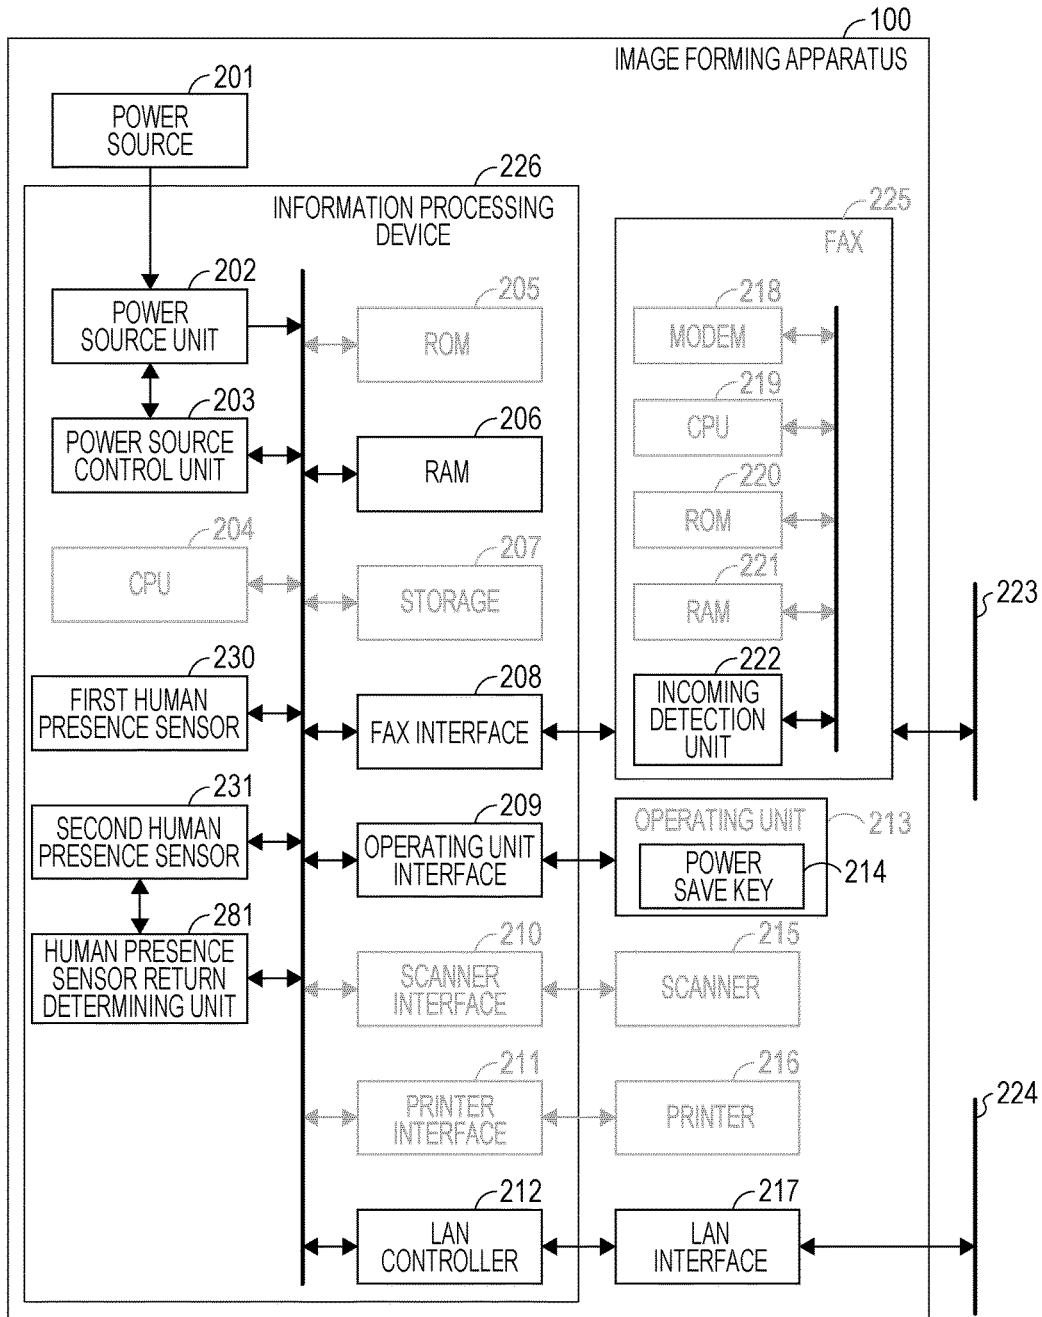 100
IMAGE FORMING APPARATUS
201
POWER
SOURCE
226
INFORMATION PROCESSING
DEVICE
225
FAX
202
POWER
SOURCE UNIT
205
ROM
218
MODEM
203
POWER SOURCE
CONTROL UNIT
206
RAM
219
CPU
220
ROM
204
CPU
207
STORAGE
221
RAM
223
230
FIRST HUMAN
PRESENCE SENSOR
208
FAX INTERFACE
222
INCOMING
DETECTION
UNIT
231
SECOND HUMAN
PRESENCE SENSOR
209
OPERATING UNIT
INTERFACE
OPERATING UNIT
213
POWER
SAVE KEY
214
281
HUMAN PRESENCE
SENSOR RETURN
DETERMINING UNIT
210
SCANNER
INTERFACE
215
SCANNER
211
PRINTER
INTERFACE
216
PRINTER
224
212
LAN
CONTROLLER
217
LAN
INTERFACE